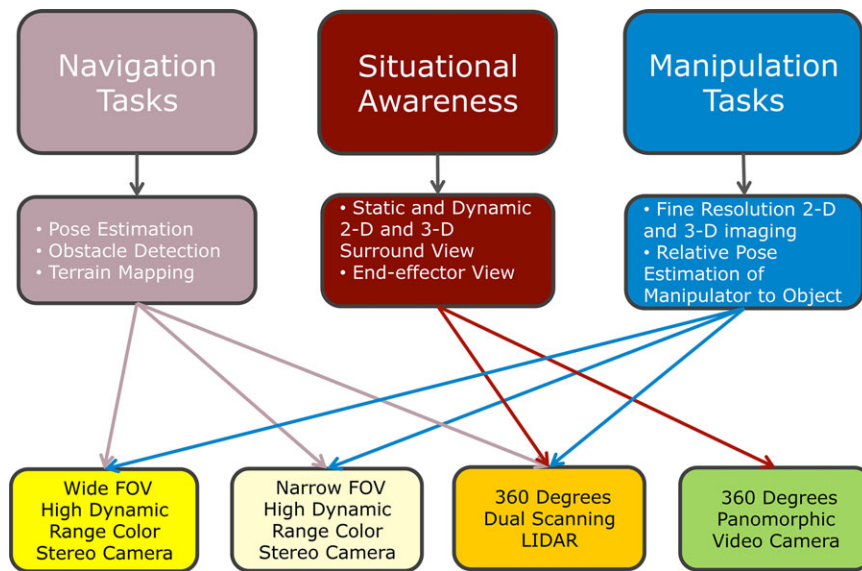 Navigation
Tasks
Situational
Awareness
Manipulation
Tasks
• Pose Estimation
• Obstacle Detection
• Terrain Mapping
• Static and Dynamic
2-D and 3-D
Surround View
• End-effector View
• Fine Resolution 2-D
and 3-D imaging
• Relative Pose
Estimation of
Manipulator to Object
Wide FOV
High Dynamic
Range Color
Stereo Camera
Narrow FOV
High Dynamic
Range Color
Stereo Camera
360 Degrees
Dual Scanning
LIDAR
360 Degrees
Panomorphic
Video Camera